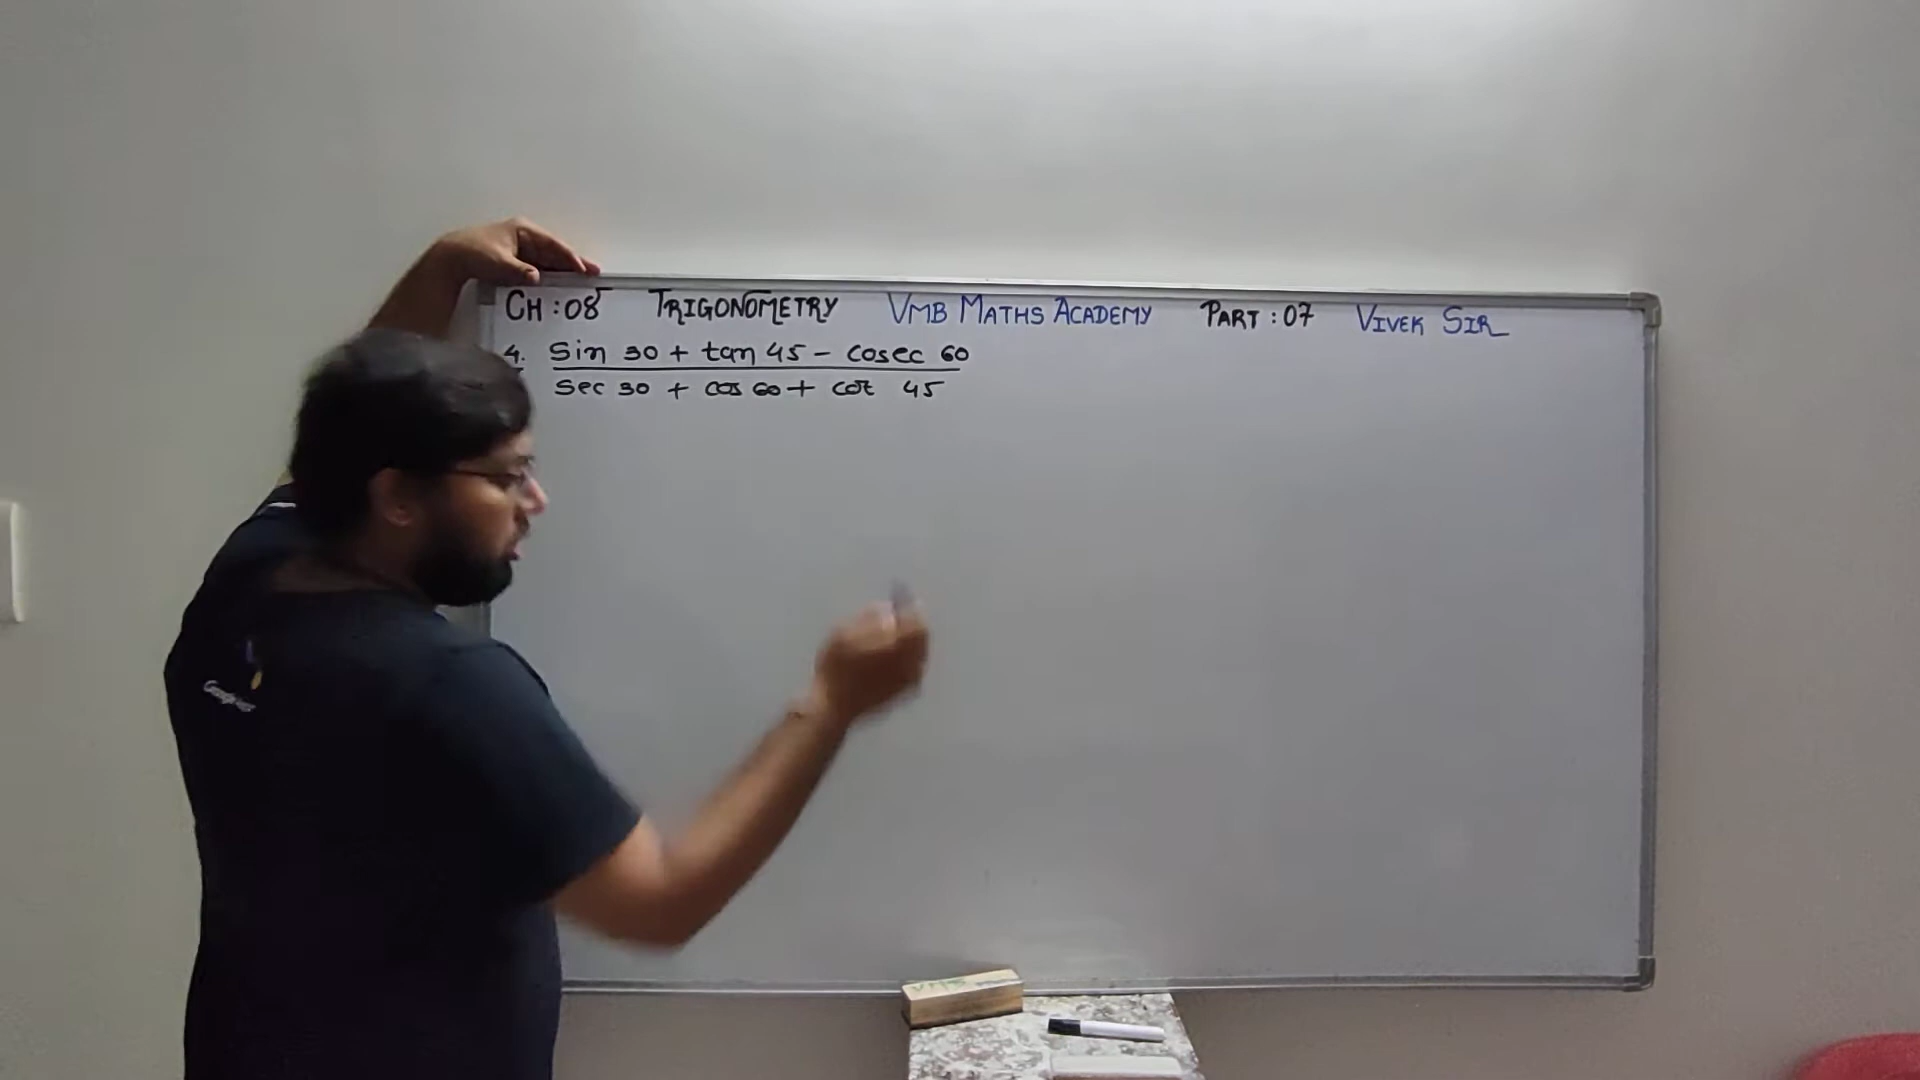 CH : 08 TRIGONOMETRY VMB MATHS ACADEMY PART : 07 VIVEK SIR
4. Sin 30 + tan 45 - cosec 60
sec 30 + cos 60 + cot 45
VMB